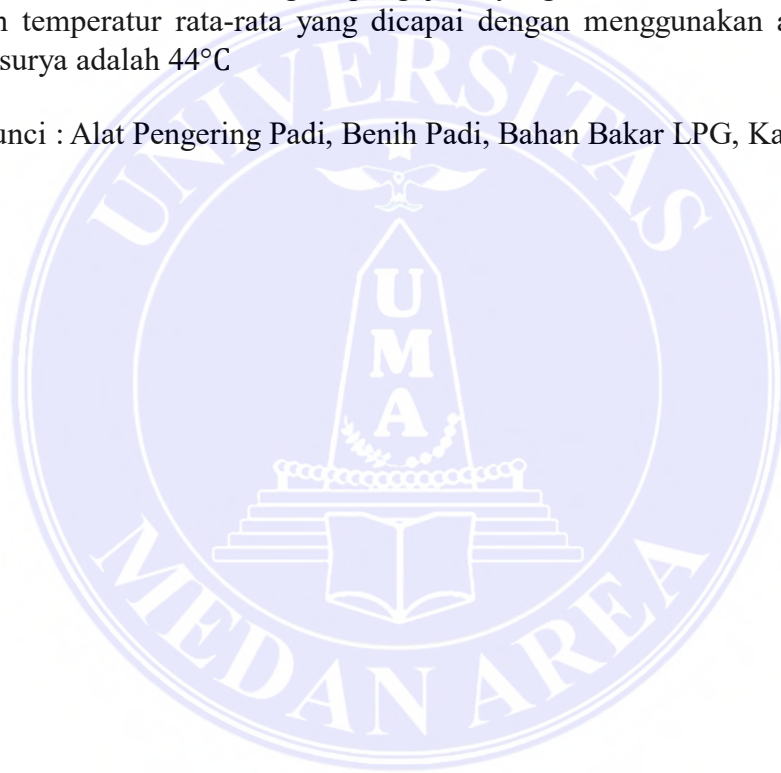 temperatur rata-rata yang dicapai dengan menggunakan
surya adalah 44°C
unci : Alat Pengering Padi, Benih Padi, Bahan Bakar LPG, Ka
UNIVERSITAS
U
M
A
MEDAN AREA